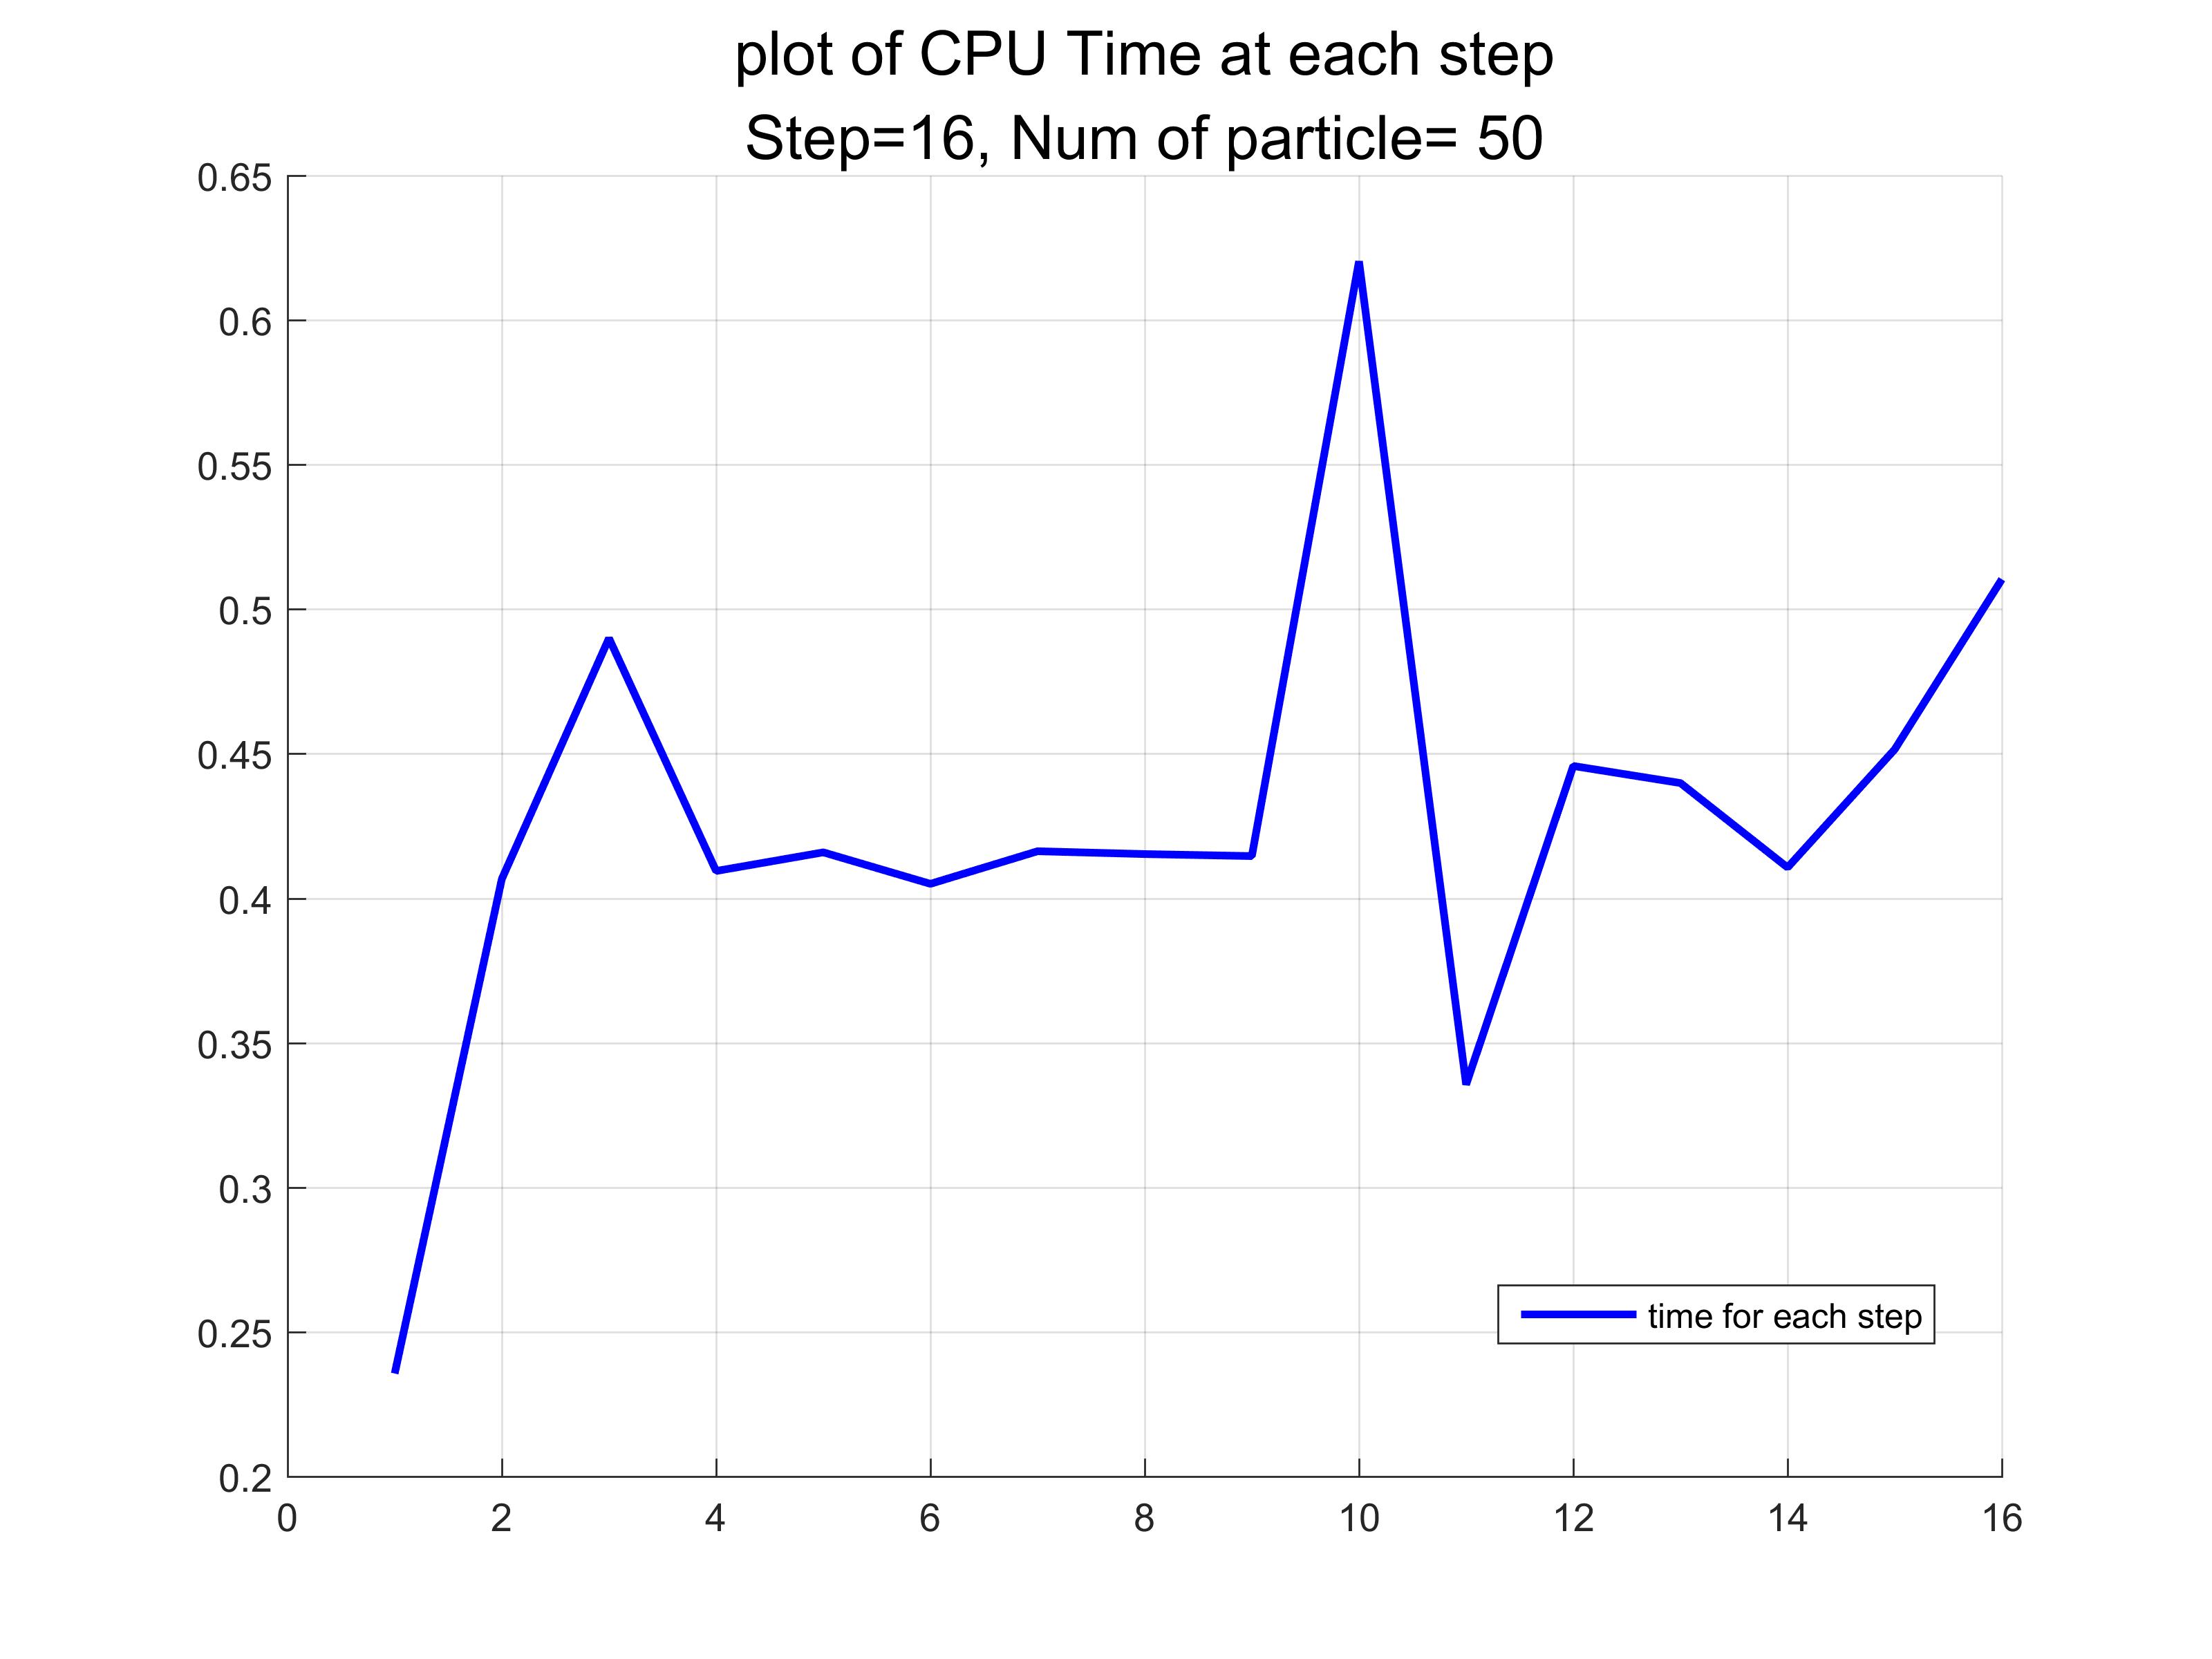 plot of CPU Time at each step
Step=16, Num of particle= 50
0.65
0.6
0.55
0.5
0.45
0.4
0.35
0.3
0.25
0.2
time for each step
0 2 4 6 8 10 12 14 16